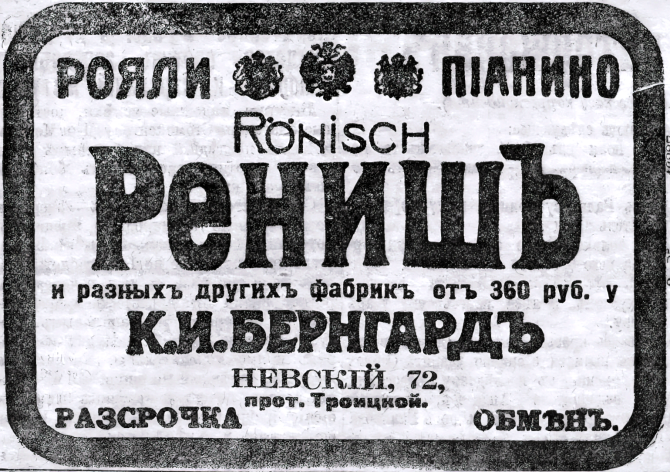 РОЯЛИ ПІАНИНО
RÖNISCH
РЕНИШЪ
и разныхъ другихъ фабрикъ отъ 360 руб. у
К.И.БЕРНГАРДЪ
НЕВСКІЙ, 72,
прот. Троицкой.
РАЗСРОЧКА ОБМѢНЪ.